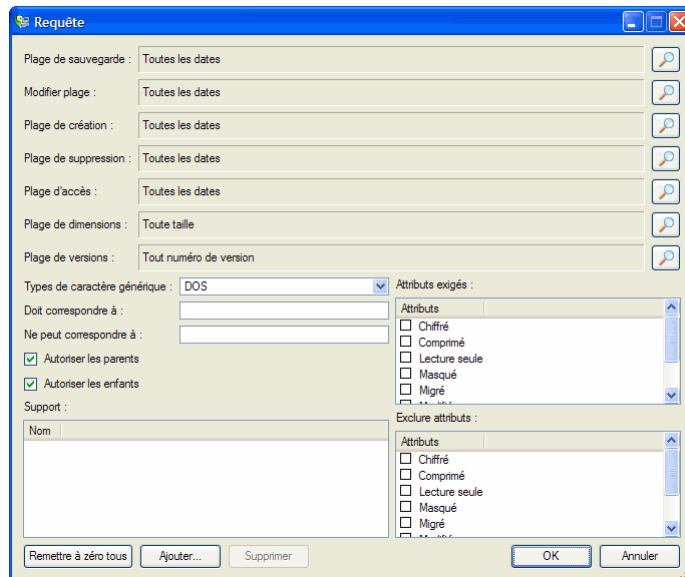 Requête
Plage de sauvegarde : Toutes les dates
Modifier plage : Toutes les dates
Plage de création : Toutes les dates
Plage de suppression : Toutes les dates
Plage d'accès : Toutes les dates
Plage de dimensions : Toute taille
Plage de versions : Tout numéro de version
Types de caractère générique : DOS
Doit correspondre à :
Ne peut correspondre à :
Autoriser les parents
Autoriser les enfants
Support :
Nom
Attributs exigés :
Attributs
Chiffré
Comprimé
Lecture seule
Masqué
Migré
Exclure attributs :
Attributs
Chiffré
Comprimé
Lecture seule
Masqué
Migré
Remettre à zéro tous Ajouter... Supprimer OK Annuler